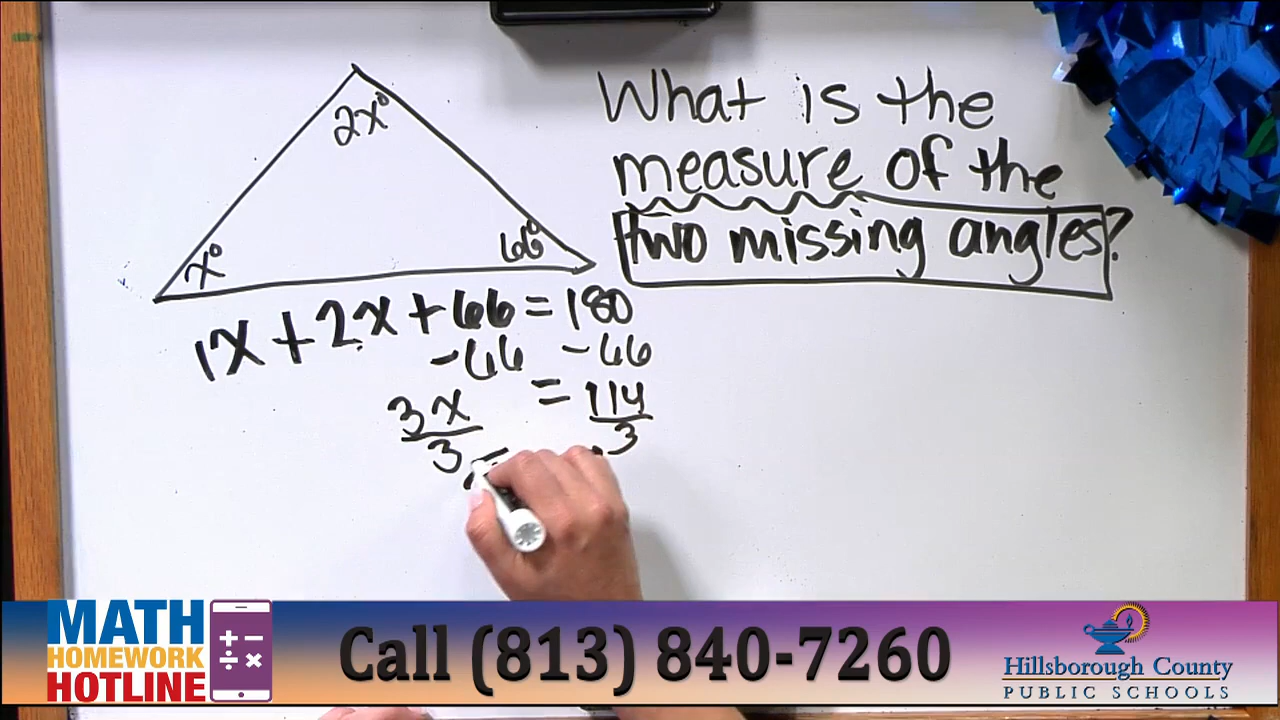 2x°
x°
66°
What is the
measure of the
two missing angles?
1x + 2x + 66 = 180
-66 -66
3x = 114
3 3
=
MATH
HOMEWORK
HOTLINE
+ −
÷ ×
Call (813) 840-7260
Hillsborough County
PUBLIC SCHOOLS